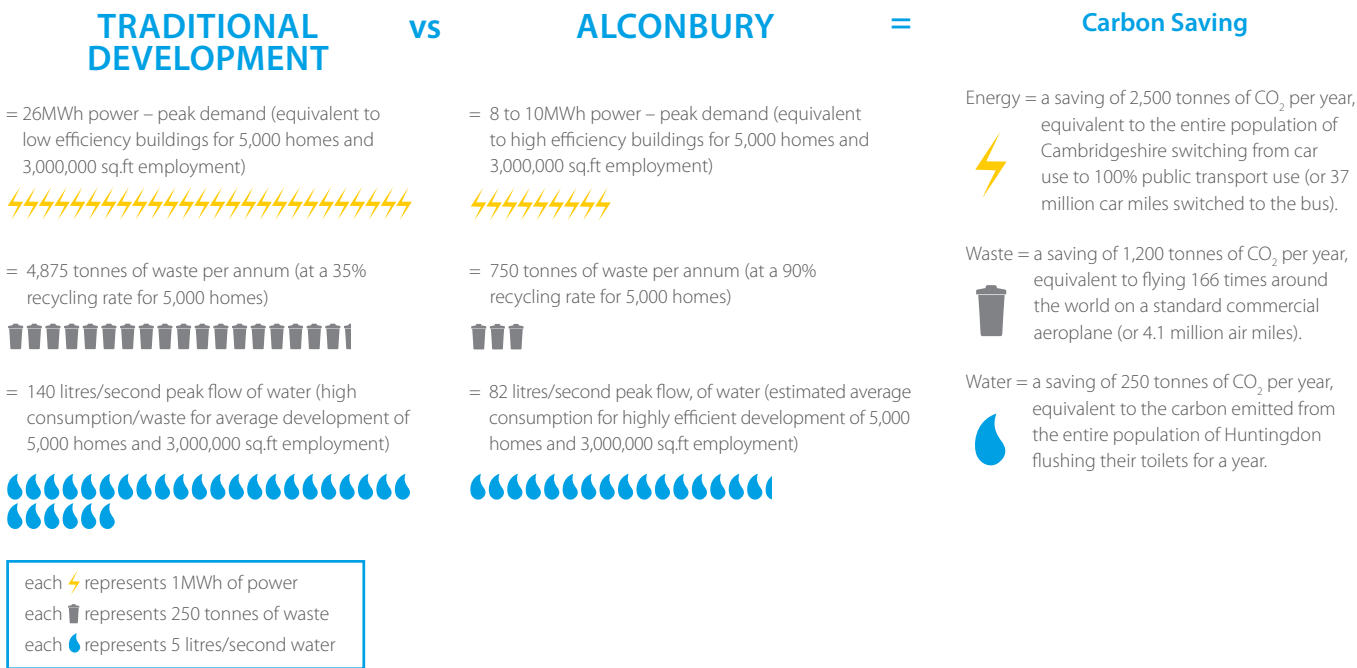 TRADITIONAL
DEVELOPMENT
vs
ALCONBURY
=
Carbon Saving
= 26MWh power – peak demand (equivalent to
low efficiency buildings for 5,000 homes and
3,000,000 sq.ft employment)
= 8 to 10MWh power – peak demand (equivalent
to high efficiency buildings for 5,000 homes and
3,000,000 sq.ft employment)
Energy = a saving of 2,500 tonnes of CO₂ per year,
equivalent to the entire population of
Cambridgeshire switching from car
use to 100% public transport use (or 37
million car miles switched to the bus).
= 4,875 tonnes of waste per annum (at a 35%
recycling rate for 5,000 homes)
= 750 tonnes of waste per annum (at a 90%
recycling rate for 5,000 homes)
Waste = a saving of 1,200 tonnes of CO₂ per year,
equivalent to flying 166 times around
the world on a standard commercial
aeroplane (or 4.1 million air miles).
= 140 litres/second peak flow of water (high
consumption/waste for average development of
5,000 homes and 3,000,000 sq.ft employment)
= 82 litres/second peak flow, of water (estimated average
consumption for highly efficient development of 5,000
homes and 3,000,000 sq.ft employment)
Water = a saving of 250 tonnes of CO₂ per year,
equivalent to the carbon emitted from
the entire population of Huntingdon
flushing their toilets for a year.
each represents 1MWh of power
each represents 250 tonnes of waste
each represents 5 litres/second water